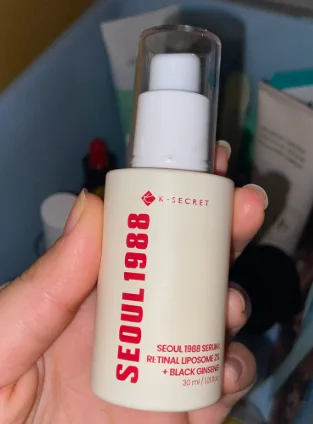 K-SECRET
SEOUL 1988
SEOUL 1988 SERUM
RETINAL LIPOSOME 2%
+ BLACK GINSENG
30 ml /